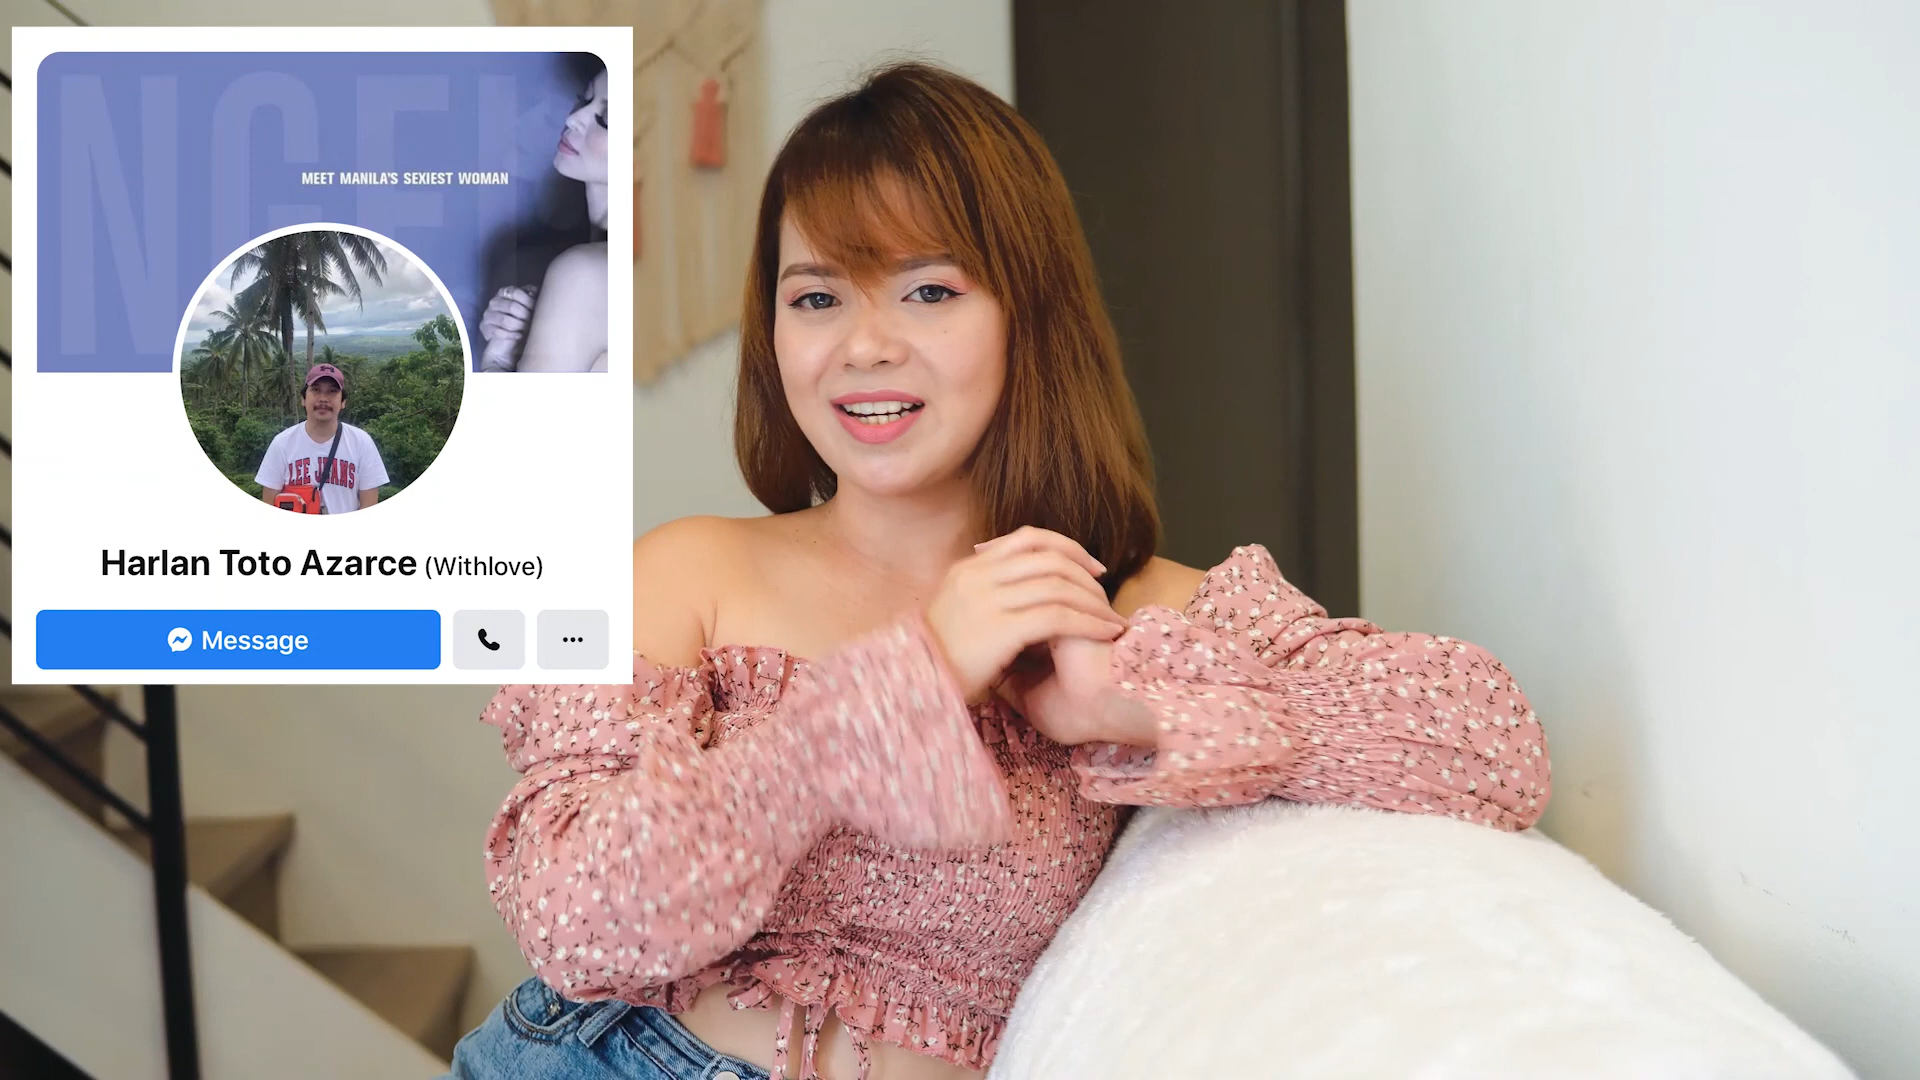 MEET MANILA'S SEXIEST WOMAN
LEE JEANS
Harlan Toto Azarce (Withlove)
Message